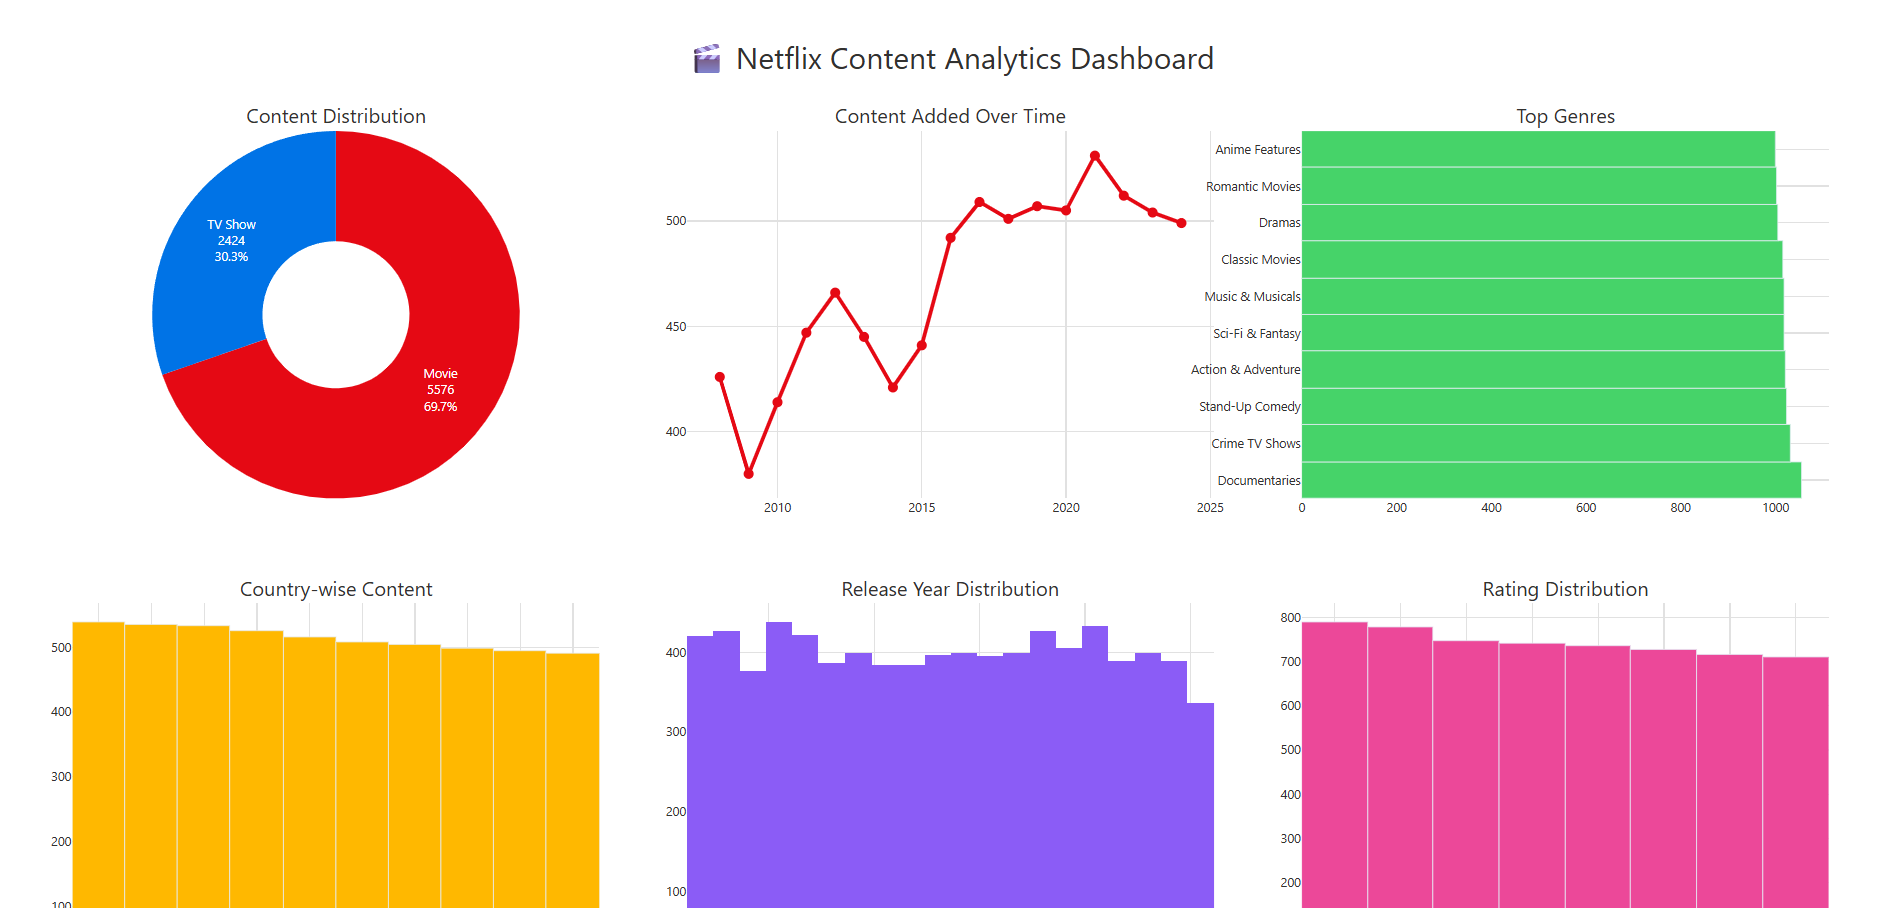 🎬 Netflix Content Analytics Dashboard
Content Distribution
TV Show
2424
30.3%
Movie
5576
69.7%
Content Added Over Time
500
450
400
2010
2015
2020
2025
Top Genres
Anime Features
Romantic Movies
Dramas
Classic Movies
Music & Musicals
Sci-Fi & Fantasy
Action & Adventure
Stand-Up Comedy
Crime TV Shows
Documentaries
0
200
400
600
800
1000
Country-wise Content
500
400
300
200
100
Release Year Distribution
400
300
200
100
Rating Distribution
800
700
600
500
400
300
200